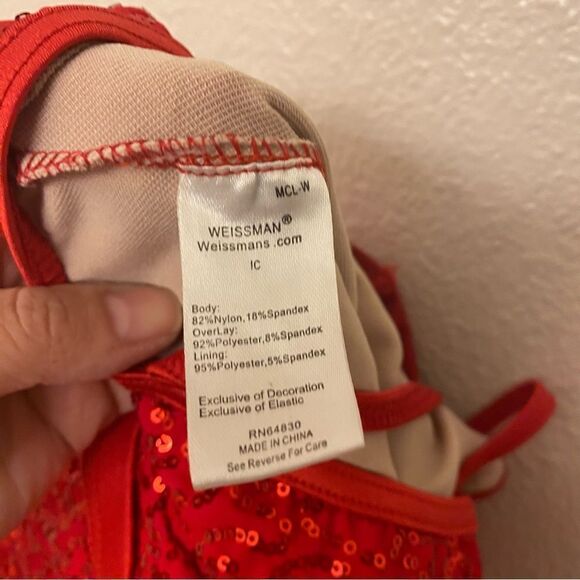 MCL-W
WEISSMAN®
Weissmans.com
IC
Body:
82%Nylon,18%Spandex
OverLay:
92%Polyester,8%Spandex
Lining:
95%Polyester,5%Spandex
Exclusive of Decoration
Exclusive of Elastic
RN64830
MADE IN CHINA
See Reverse For Care